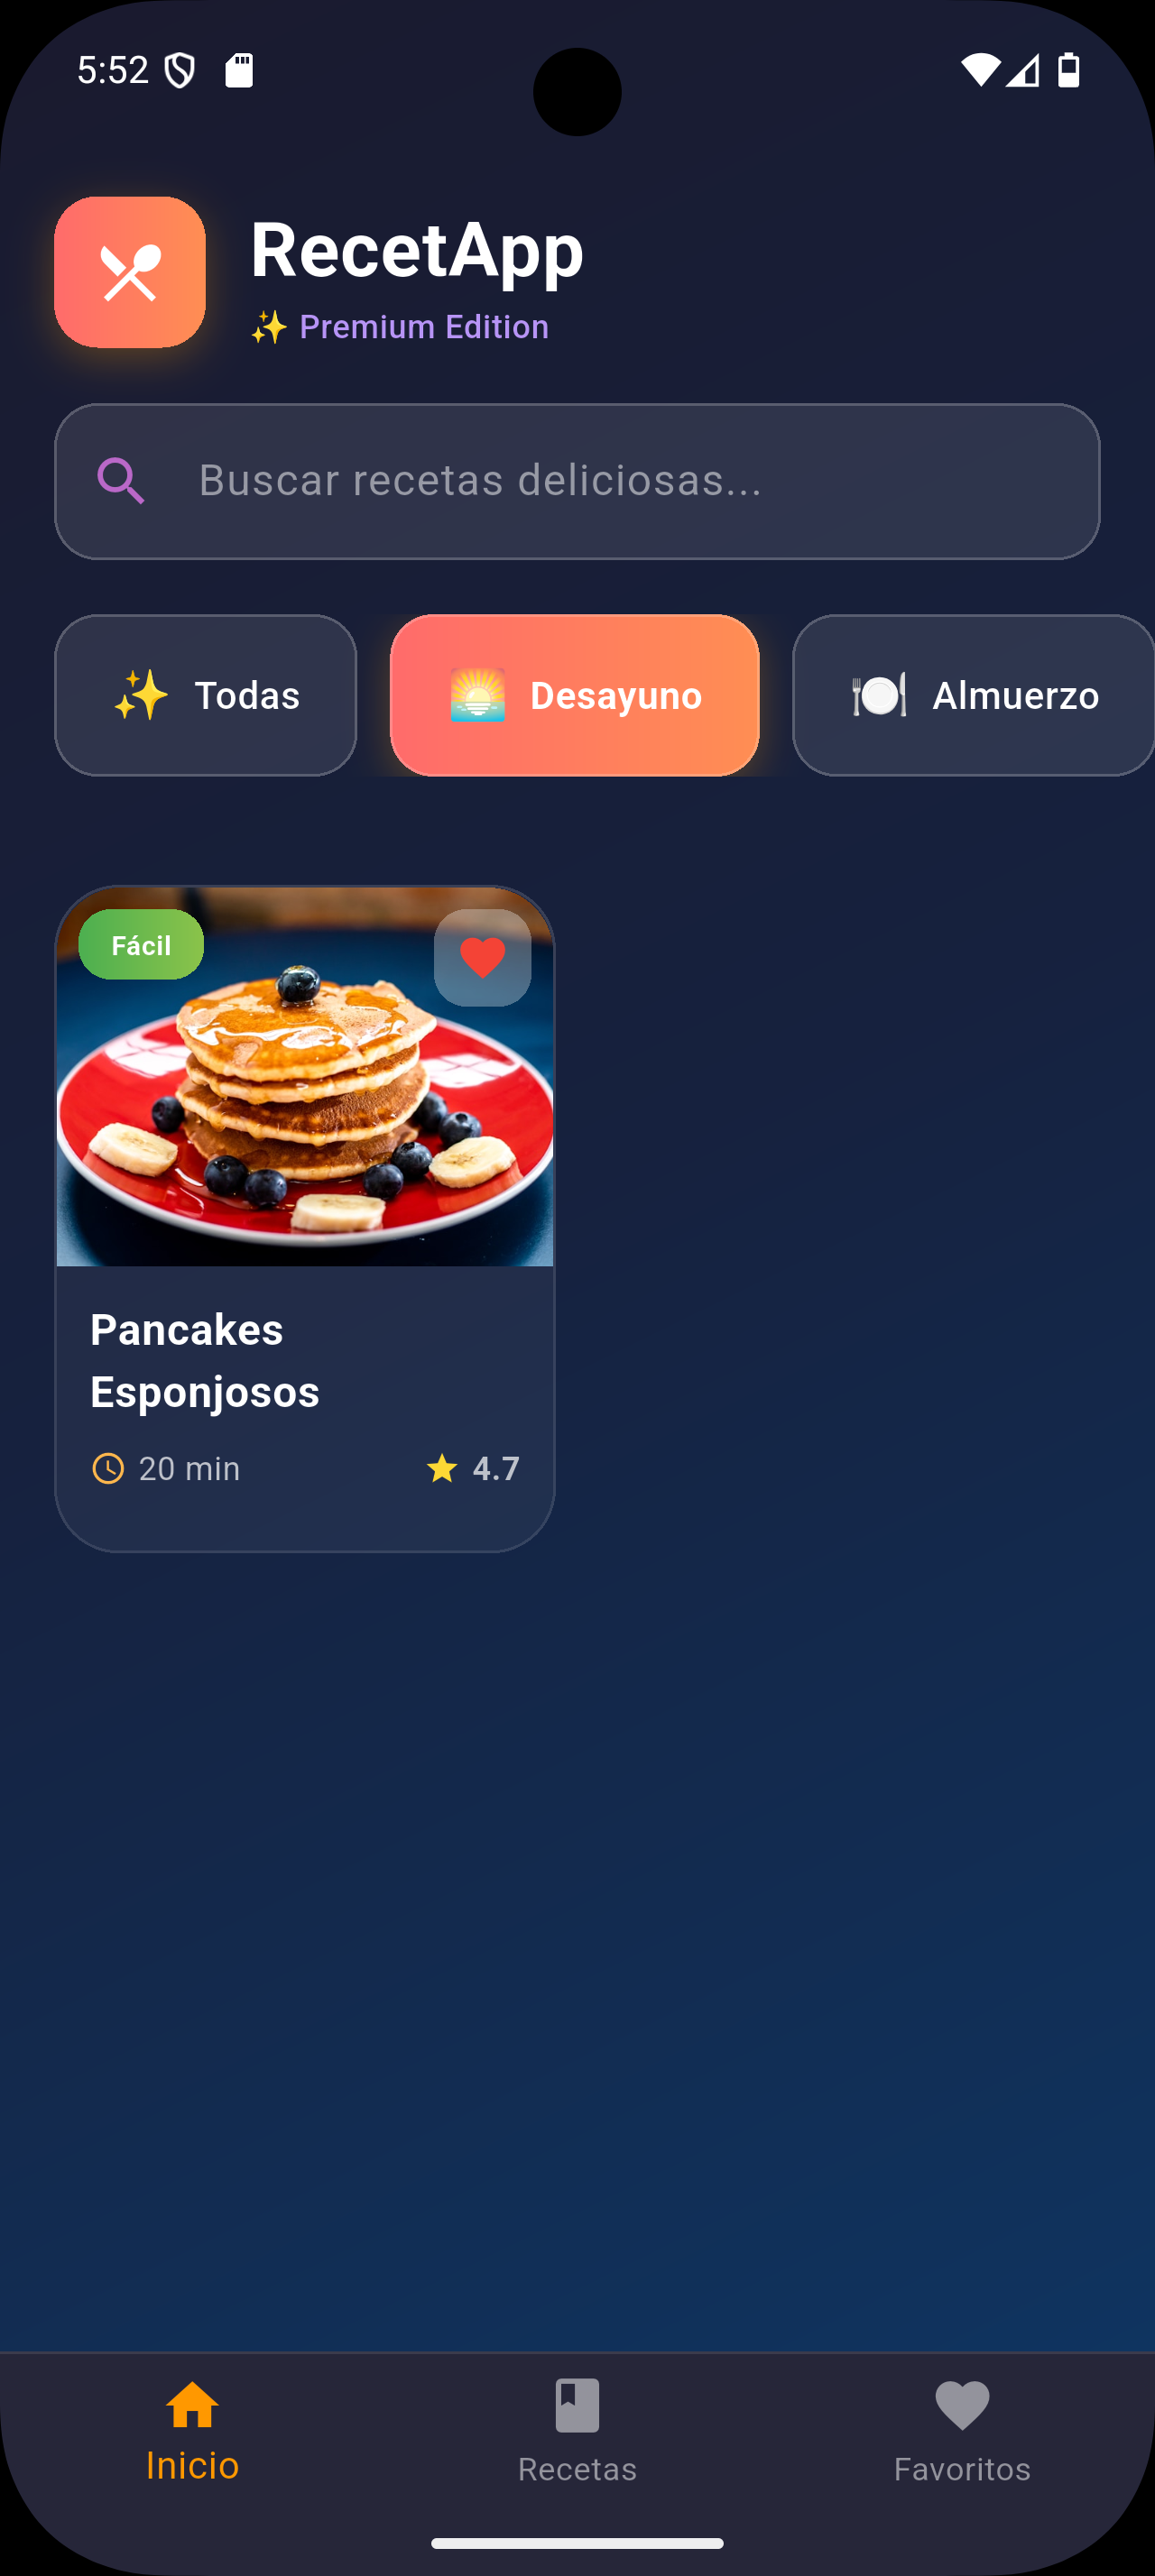 5:52
RecetApp
✨ Premium Edition
Buscar recetas deliciosas...
✨ Todas
🌅 Desayuno
🍽️ Almuerzo
Fácil
Pancakes
Esponjosos
20 min
4.7
Inicio
Recetas
Favoritos